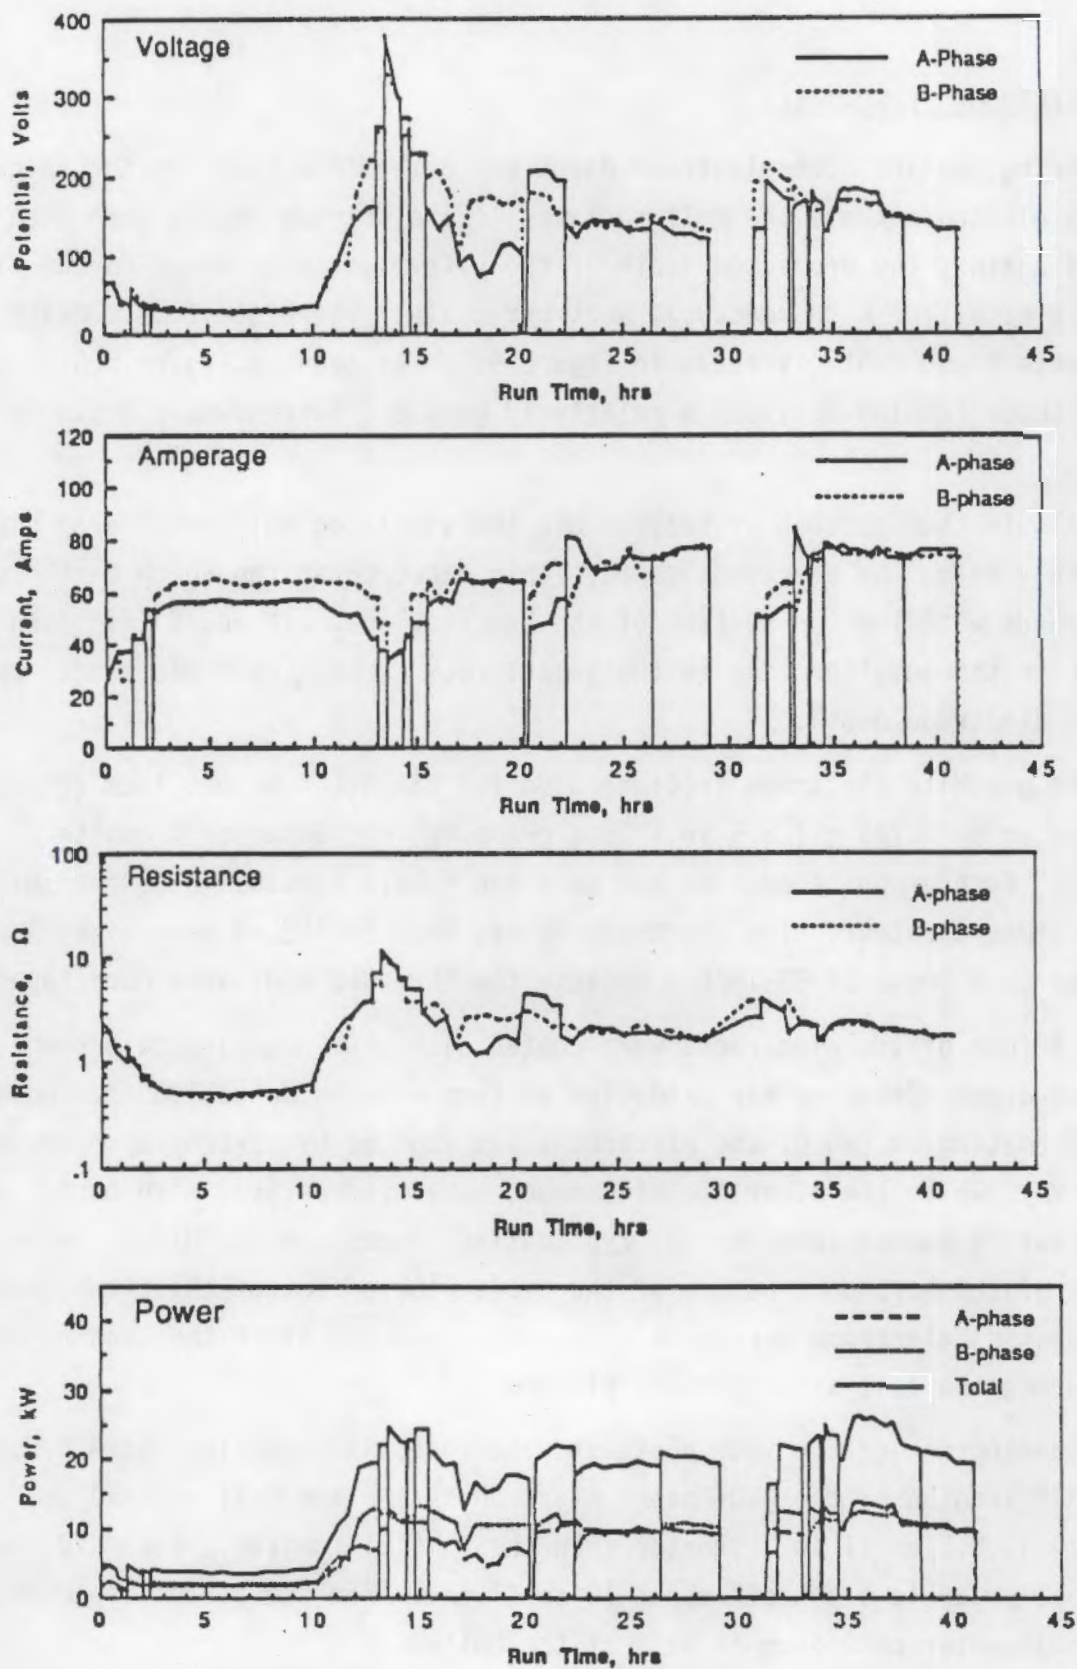 Voltage
A-Phase
B-Phase
Potential, Volts
400
300
200
100
0
0 5 10 15 20 25 30 35 40 45
Run Time, hrs
Amperage
A-phase
B-phase
Current, Amps
120
100
80
60
40
20
0
0 5 10 15 20 25 30 35 40 45
Run Time, hrs
Resistance
A-phase
B-phase
Resistance, Ω
100
10
1
.1
0 5 10 15 20 25 30 35 40 45
Run Time, hrs
Power
A-phase
B-phase
Total
Power, kW
40
30
20
10
0
0 5 10 15 20 25 30 35 40 45
Run Time, hrs